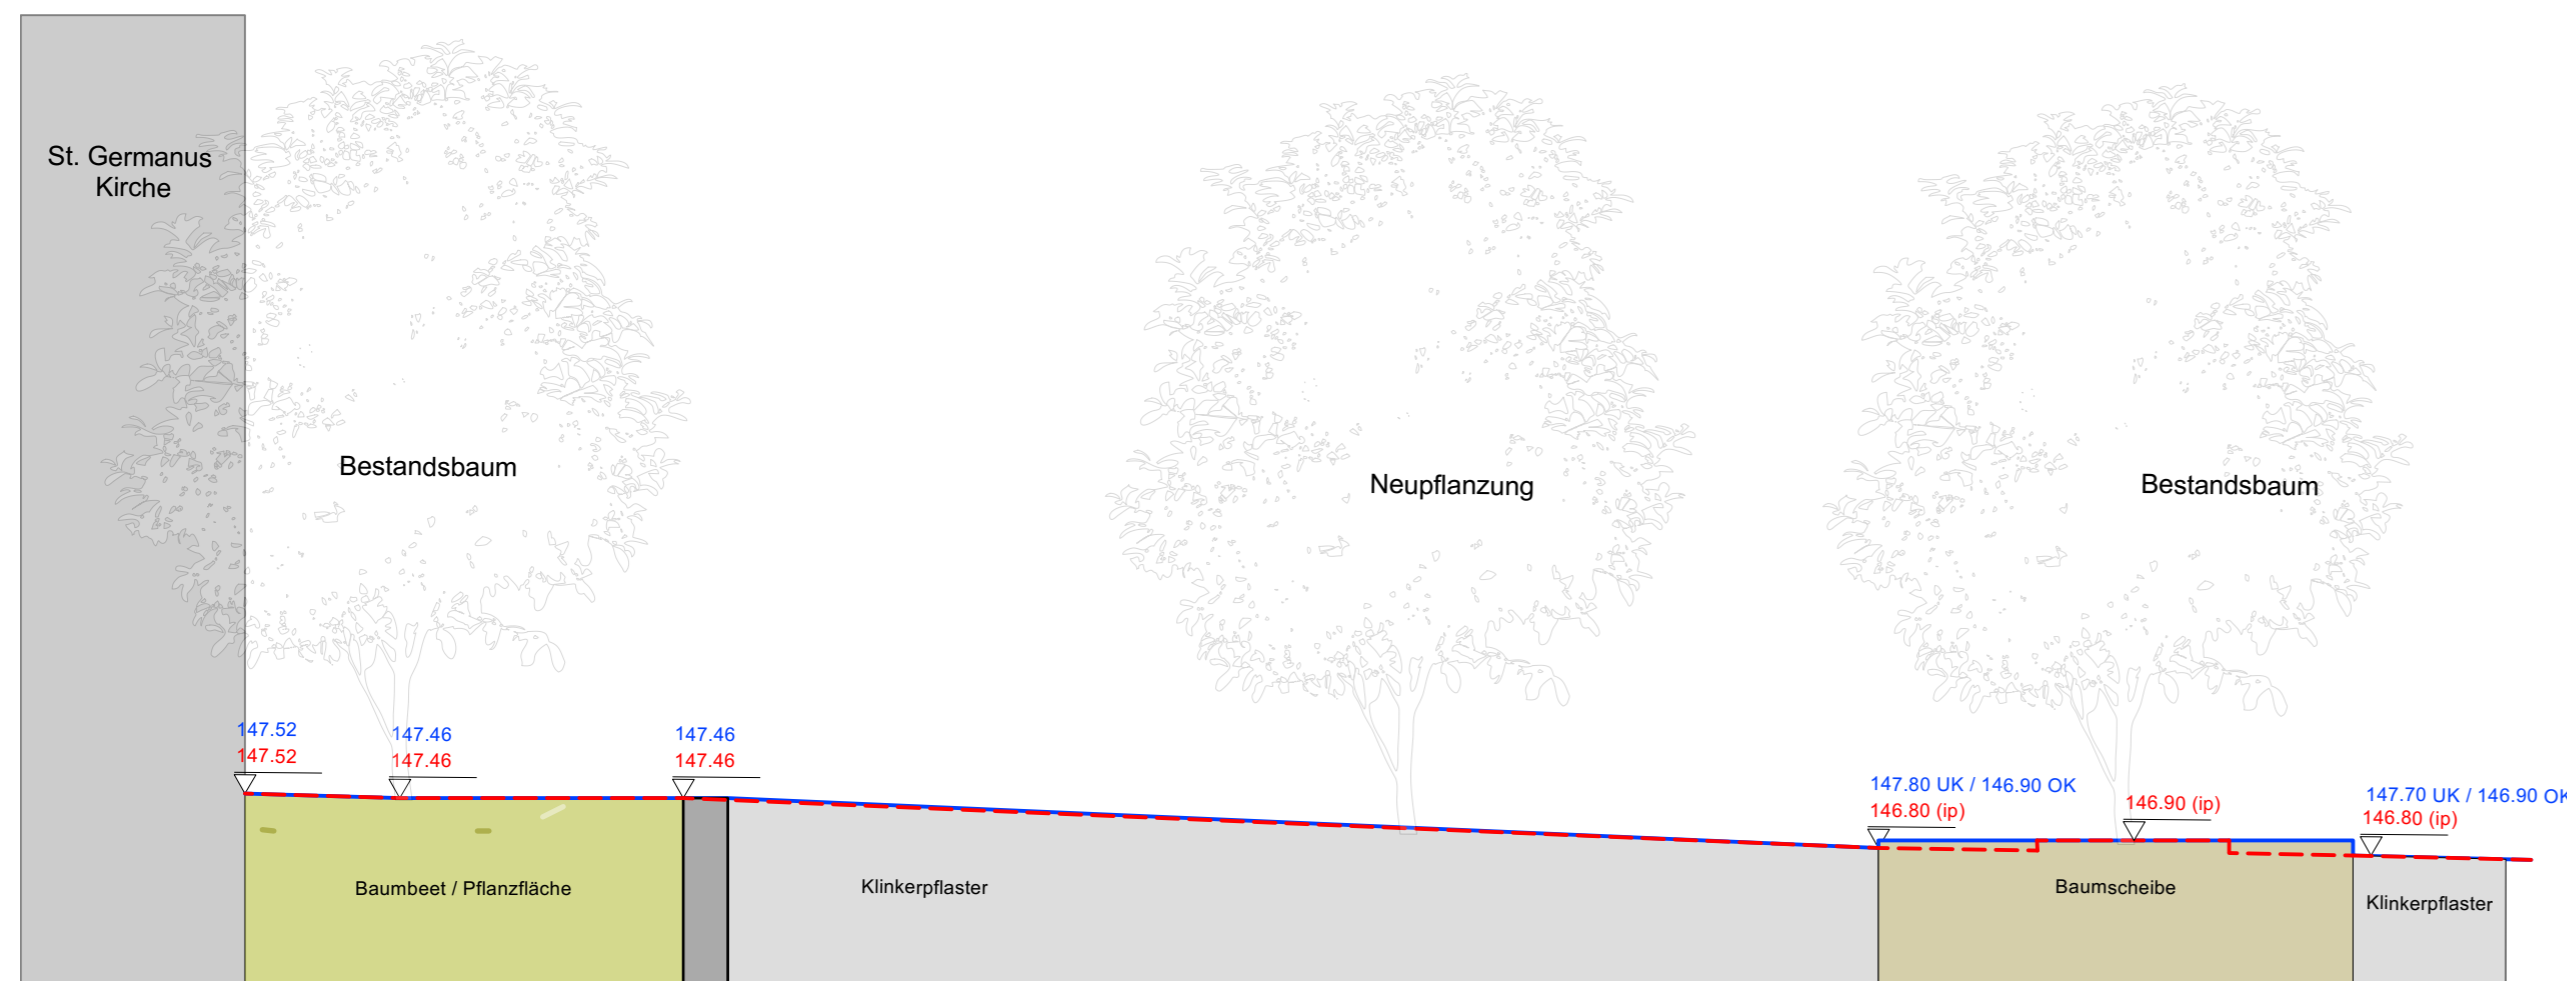 St. Germanus
Kirche
Bestandsbaum
Neupflanzung
Bestandsbaum
147.52
147.52
147.46
147.46
147.46
147.46
147.80 UK / 146.90 OK
146.80 (ip)
146.90 (ip)
147.70 UK / 146.90 OK
146.80 (ip)
Baumbeet / Pflanzfläche
Klinkerpflaster
Baumscheibe
Klinkerpflaster